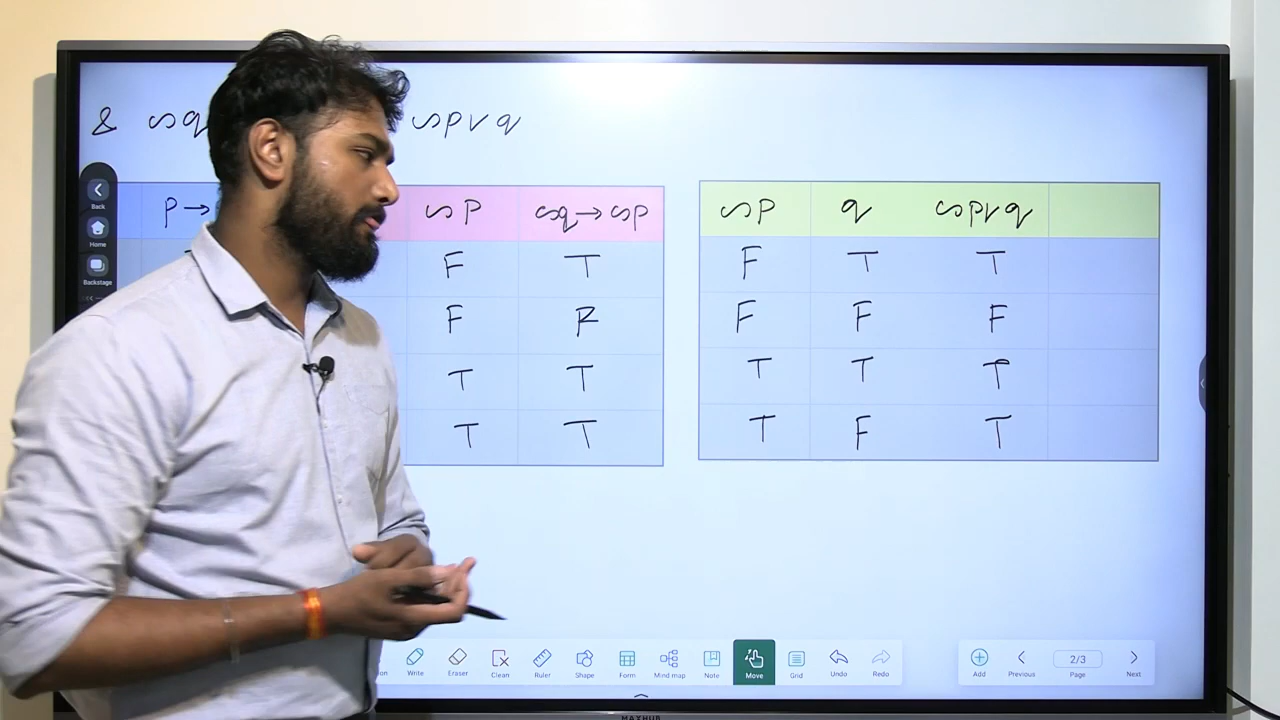 & ∽q ∽p∨q
p→ ∽p ∽q→∽p
F T
F F
T T
T T
∽p q ∽p∨q
F T T
F F F
T T T
T F T
Back
Home
Backstage
Write Eraser Clean Ruler Shape Form Mind map Note Move Grid Undo Redo
Add Previous 2/3 Page Next
MAXHUB